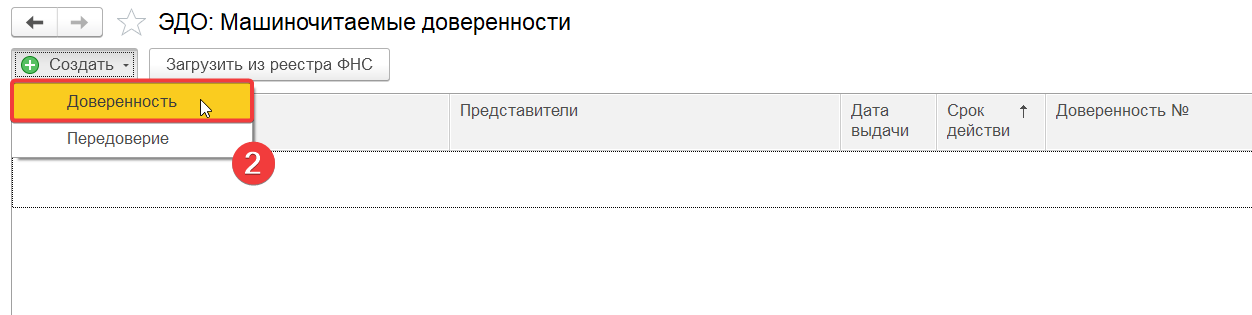 ЭДО: Машиночитаемые доверенности
Создать
Загрузить из реестра ФНС
Доверенность
Передоверие
2
Представители
Дата
выдачи
Срок
действи
Доверенность №